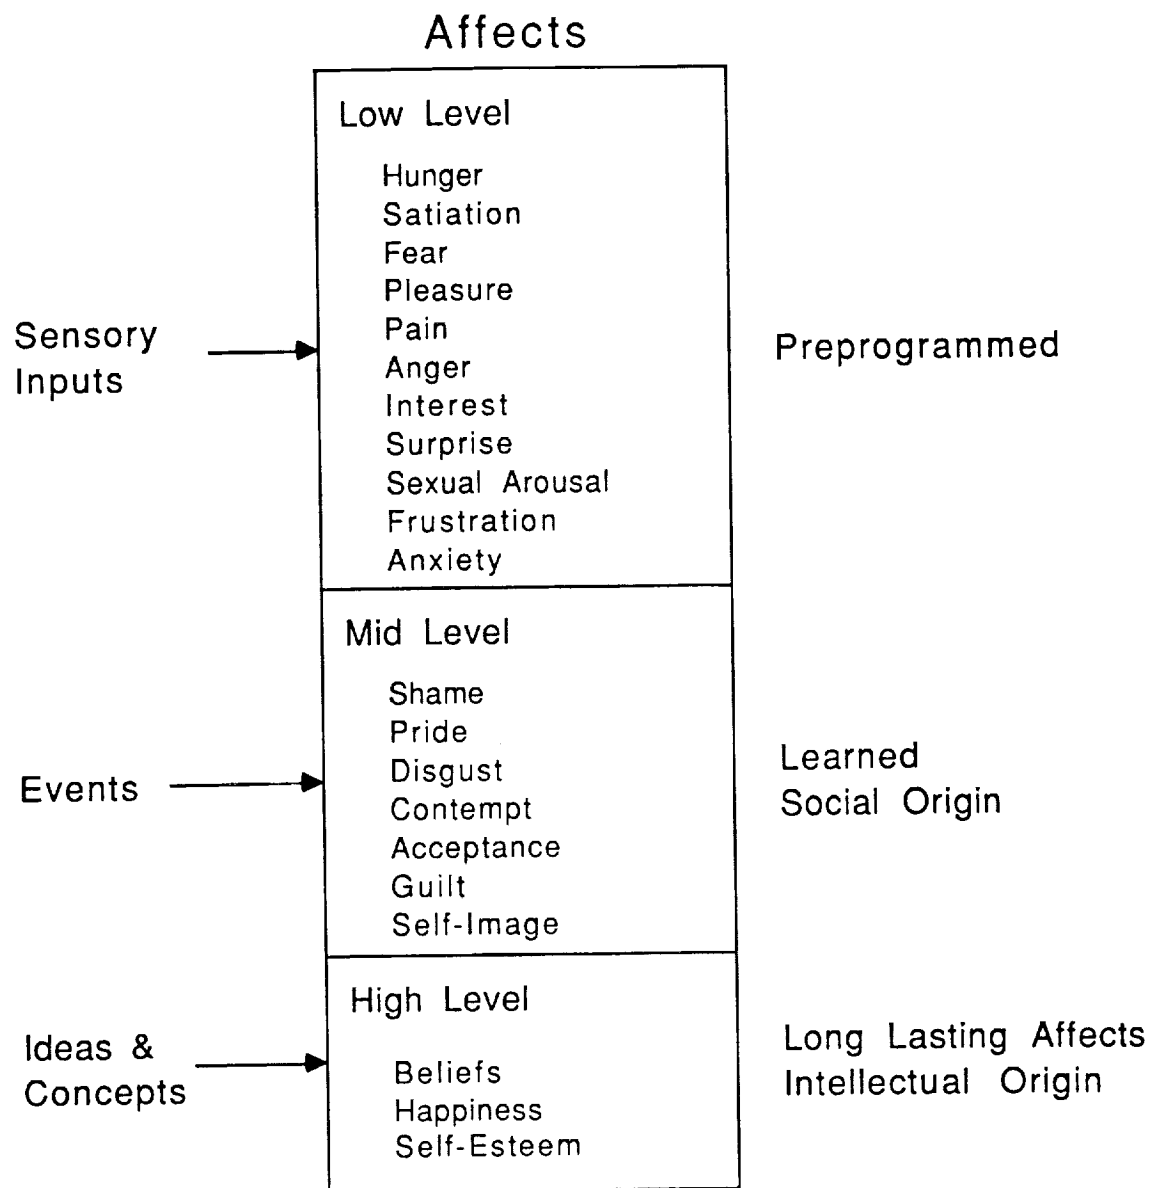 Affects
Low Level
Hunger
Satiation
Fear
Pleasure
Pain
Anger
Interest
Surprise
Sexual Arousal
Frustration
Anxiety
Sensory
Inputs
Preprogrammed
Mid Level
Shame
Pride
Disgust
Contempt
Acceptance
Guilt
Self-Image
Events
Learned
Social Origin
High Level
Beliefs
Happiness
Self-Esteem
Ideas &
Concepts
Long Lasting Affects
Intellectual Origin